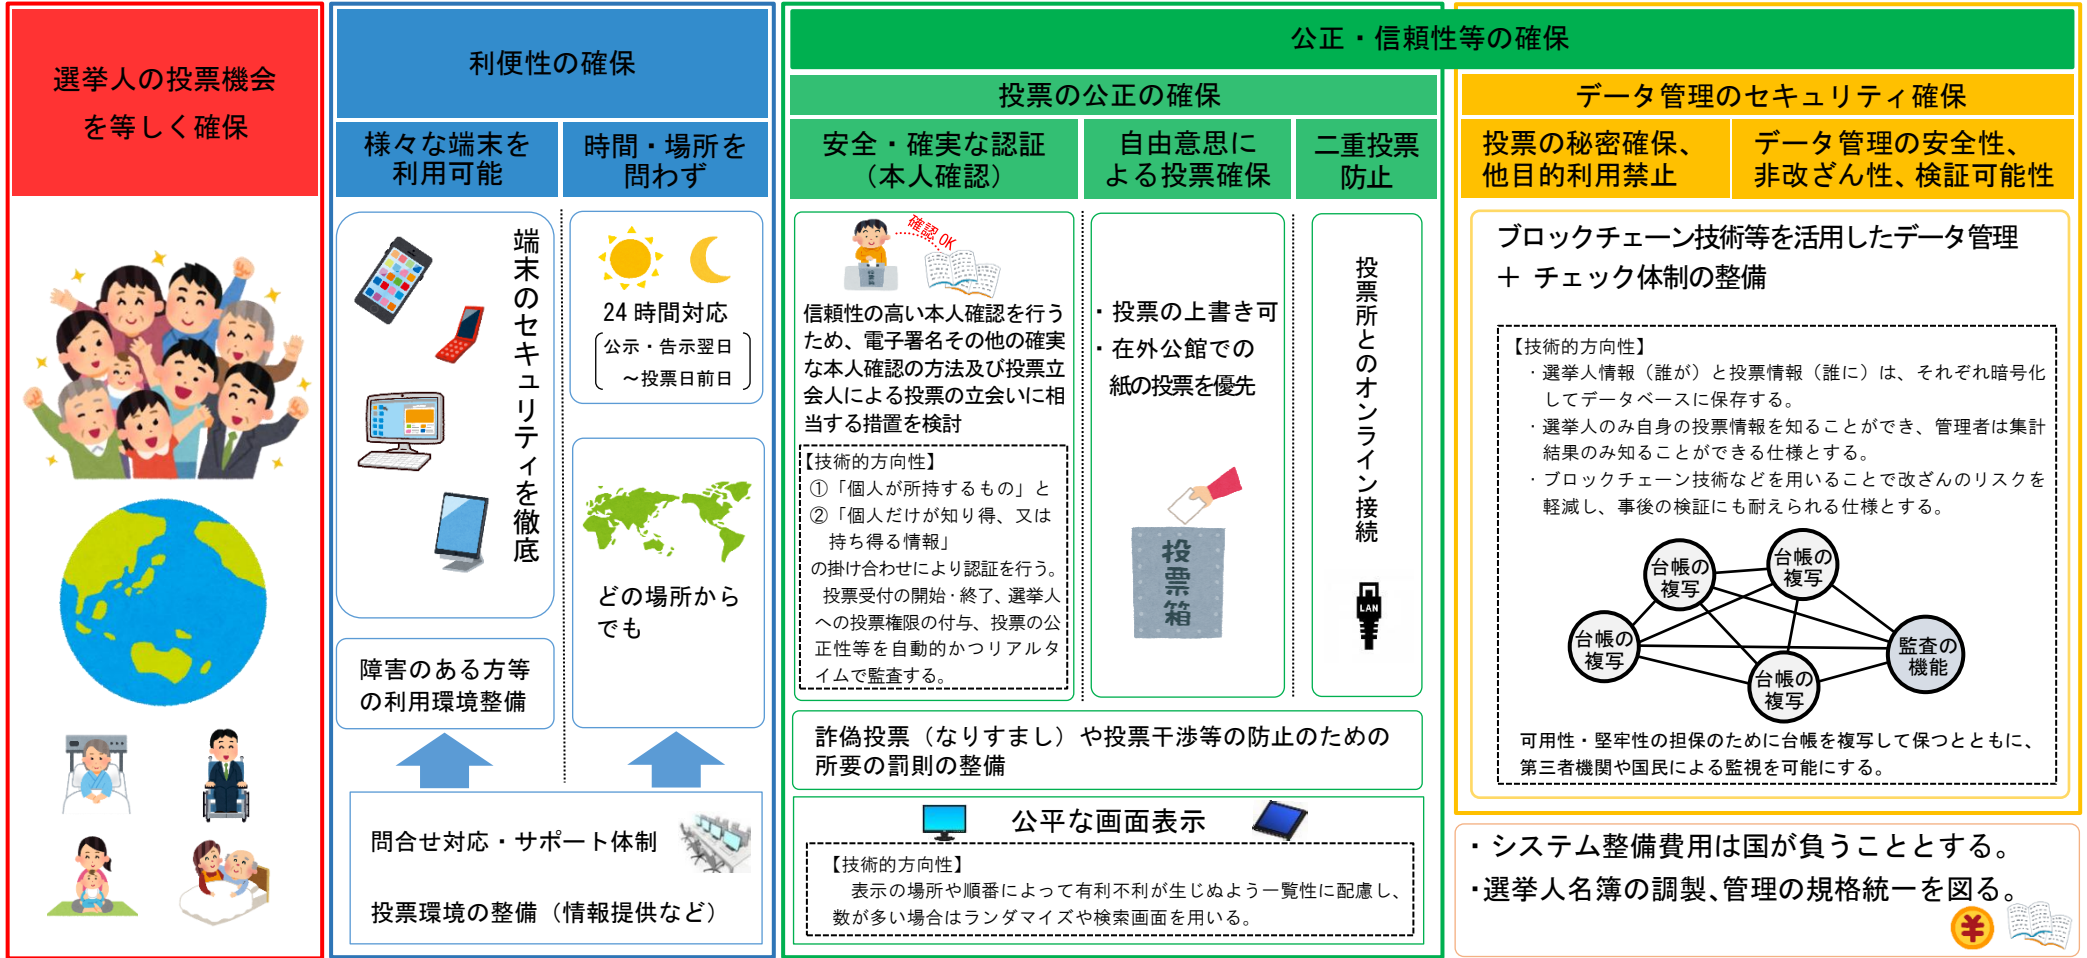 選挙人の投票機会
を等しく確保
利便性の確保
様々な端末を
利用可能
時間・場所を
問わず
端末のセキュリティを徹底
24時間対応
公示・告示翌日
～投票日前日
どの場所から
でも
障害のある方等
の利用環境整備
問合せ対応・サポート体制
投票環境の整備（情報提供など）
公正・信頼性等の確保
投票の公正の確保
安全・確実な認証
（本人確認）
自由意思に
よる投票確保
二重投票
防止
確認OK
投票
信頼性の高い本人確認を行う
ため、電子署名その他の確実
な本人確認の方法及び投票立
会人による投票の立会いに相
当する措置を検討
【技術的方向性】
①「個人が所持するもの」と
②「個人だけが知り得、又は
持ち得る情報」
の掛け合わせにより認証を行う。
投票受付の開始・終了、選挙人
への投票権限の付与、投票の公
正性等を自動的かつリアルタ
イムで監査する。
・投票の上書き可
・在外公館での
紙の投票を優先
投票箱
投票所とのオンライン接続
LAN
詐偽投票（なりすまし）や投票干渉等の防止のための
所要の罰則の整備
公平な画面表示
【技術的方向性】
表示の場所や順番によって有利不利が生じぬよう一覧性に配慮し、
数が多い場合はランダマイズや検索画面を用いる。
データ管理のセキュリティ確保
投票の秘密確保、
他目的利用禁止
データ管理の安全性、
非改ざん性、検証可能性
ブロックチェーン技術等を活用したデータ管理
＋ チェック体制の整備
【技術的方向性】
・選挙人情報（誰が）と投票情報（誰に）は、それぞれ暗号化
してデータベースに保存する。
・選挙人のみ自身の投票情報を知ることができ、管理者は集計
結果のみ知ることができる仕様とする。
・ブロックチェーン技術などを用いることで改ざんのリスクを
軽減し、事後の検証にも耐えられる仕様とする。
台帳の
複写
台帳の
複写
台帳の
複写
監査の
機能
台帳の
複写
可用性・堅牢性の担保のために台帳を複写して保つとともに、
第三者機関や国民による監視を可能にする。
・システム整備費用は国が負うこととする。
・選挙人名簿の調製、管理の規格統一を図る。
¥